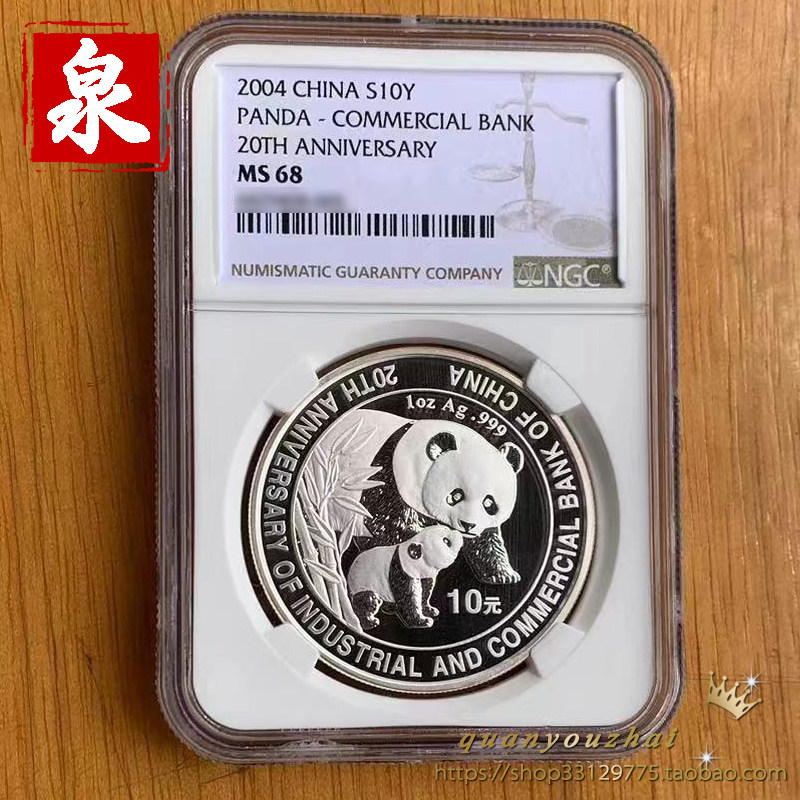 泉
2004 CHINA S10Y
PANDA - COMMERCIAL BANK
20TH ANNIVERSARY
MS 68
NUMISMATIC GUARANTY COMPANY NGC®
20TH ANNIVERSARY OF INDUSTRIAL AND COMMERCIAL BANK OF CHINA
1oz Ag .999
10元
quanyouzhai
https://shop33129775.taobao.com